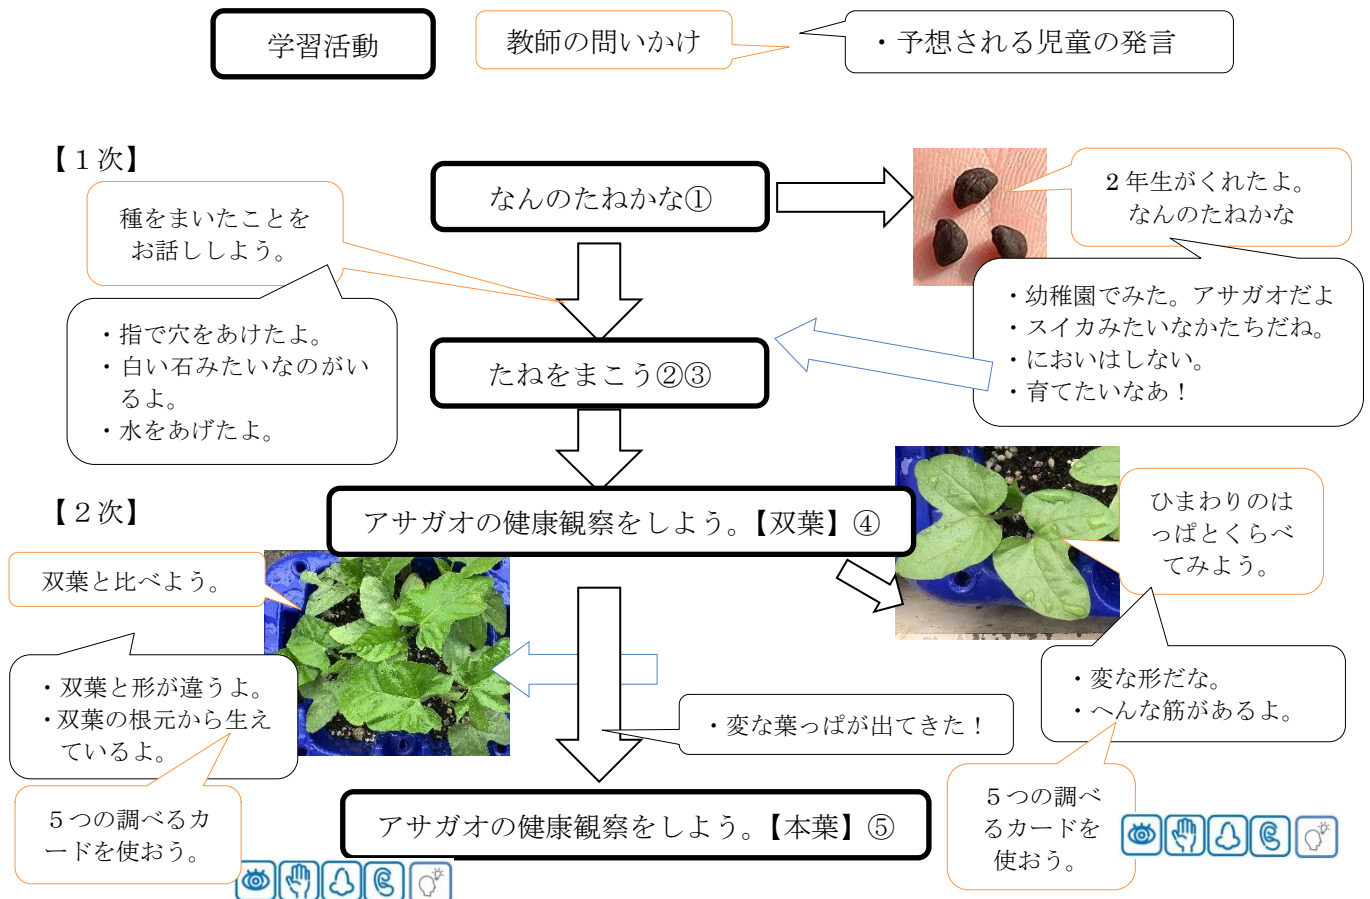 学習活動
教師の問いかけ
・予想される児童の発言
【１次】
なんのたねかな①
２年生がくれたよ。
なんのたねかな
種をまいたことを
お話ししよう。
・幼稚園でみた。アサガオだよ
・スイカみたいなかたちだね。
・においはしない。
・育てたいなあ！
・指で穴をあけたよ。
・白い石みたいなのがい
るよ。
・水をあげたよ。
たねをまこう②③
【２次】
アサガオの健康観察をしよう。【双葉】④
ひまわりのは
っぱとくらべ
てみよう。
双葉と比べよう。
・双葉と形が違うよ。
・双葉の根元から生え
ているよ。
・変な形だな。
・へんな筋があるよ。
・変な葉っぱが出てきた！
５つの調べるカ
ードを使おう。
５つの調べ
るカードを
使おう。
アサガオの健康観察をしよう。【本葉】⑤